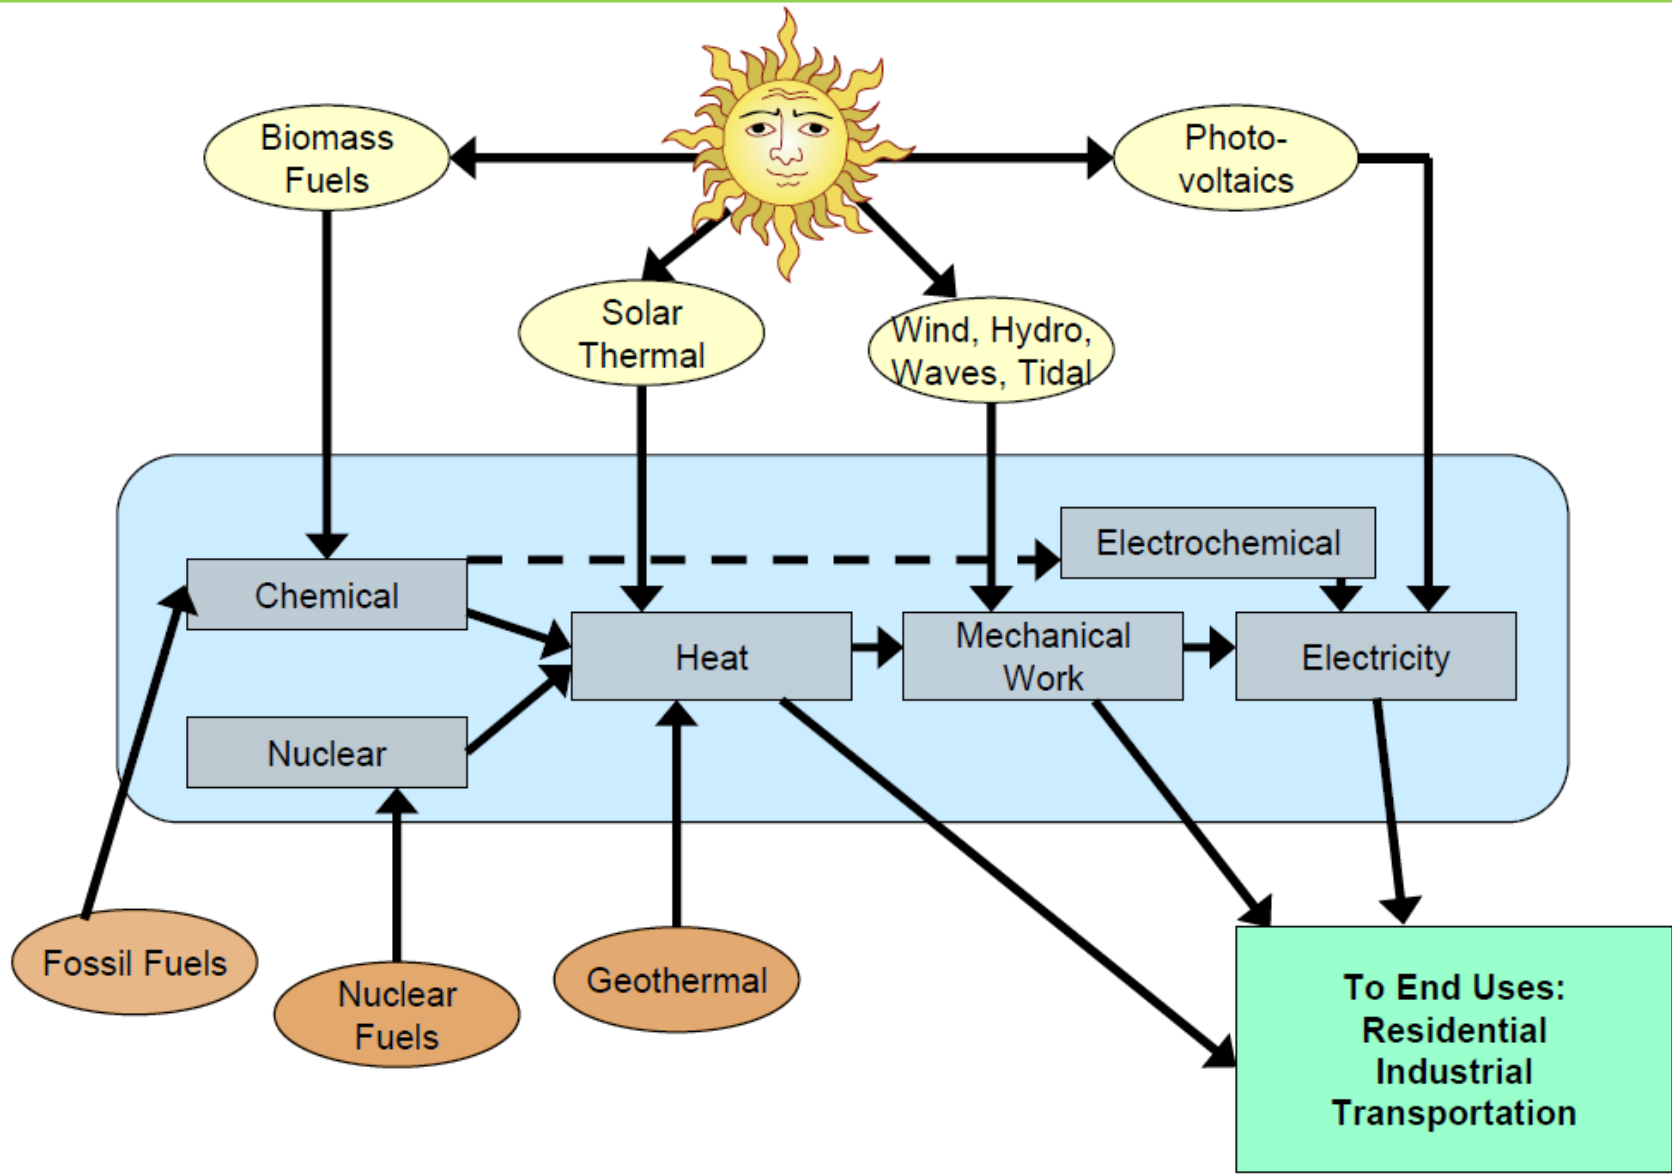 Biomass
Fuels
Photo-
voltaics
Solar
Thermal
Wind, Hydro,
Waves, Tidal
Electrochemical
Chemical
Heat
Mechanical
Work
Electricity
Nuclear
Fossil Fuels
Nuclear
Fuels
Geothermal
To End Uses:
Residential
Industrial
Transportation